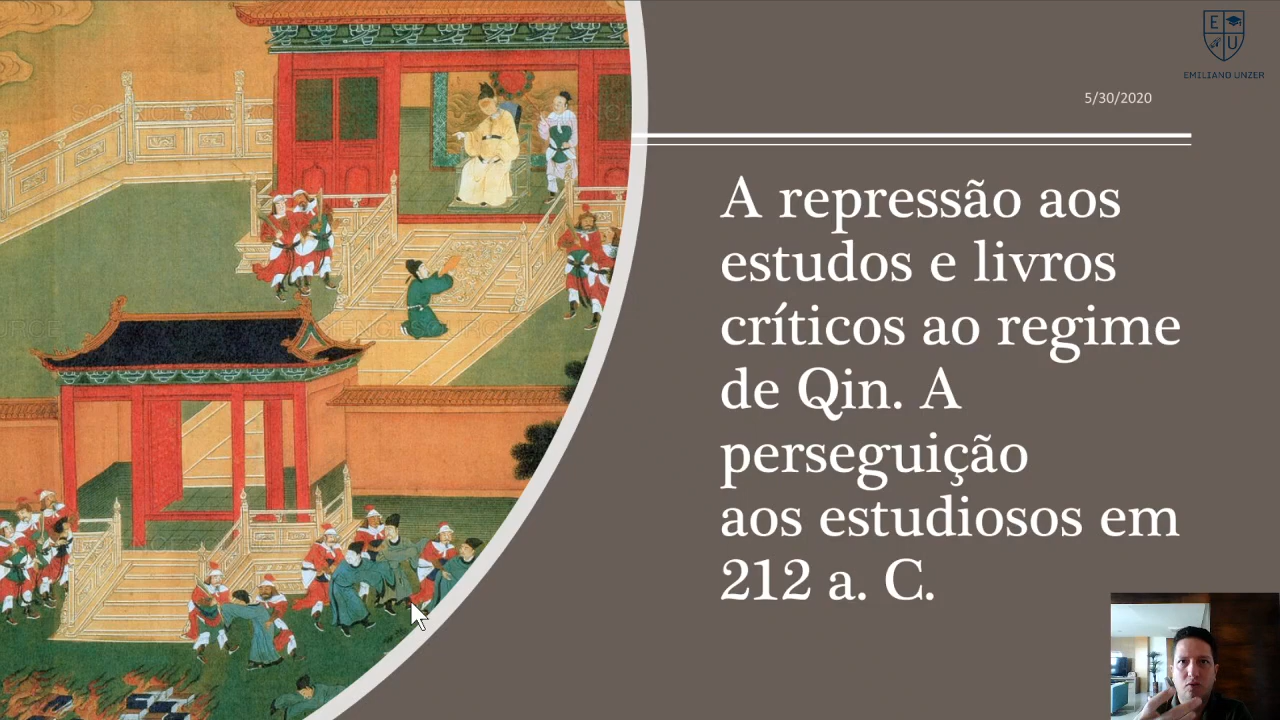 E
U
EMILIANO UNZER
5/30/2020
A repressão aos
estudos e livros
críticos ao regime
de Qin. A
perseguição
aos estudiosos em
212 a. C.